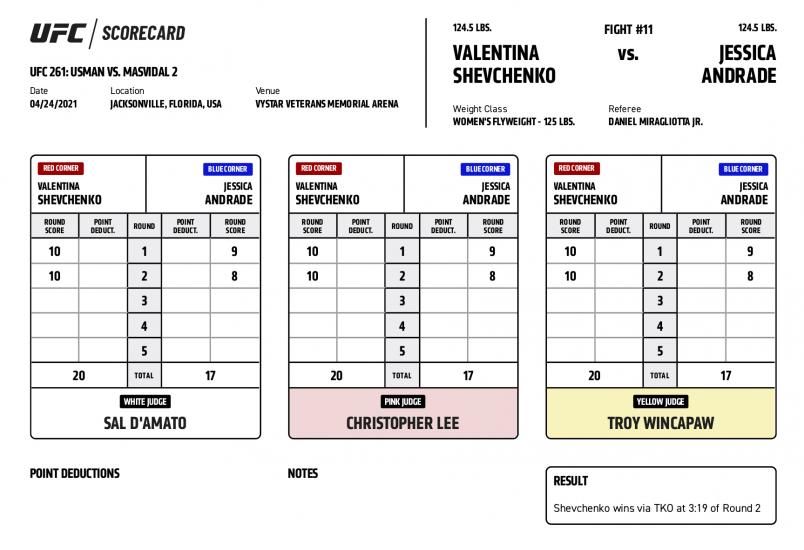 UFC / SCORECARD
UFC 261: USMAN VS. MASVIDAL 2
Date Location Venue
04/24/2021 JACKSONVILLE, FLORIDA, USA VYSTAR VETERANS MEMORIAL ARENA
124.5 LBS. FIGHT #11 124.5 LBS.
VALENTINA vs. JESSICA
SHEVCHENKO ANDRADE
Weight Class Referee
WOMEN'S FLYWEIGHT - 125 LBS. DANIEL MIRAGLIOTTA JR.
RED CORNER BLUE CORNER
VALENTINA JESSICA
SHEVCHENKO ANDRADE
ROUND POINT ROUND POINT ROUND
SCORE DEDUCT. DEDUCT. SCORE
10 1 9
10 2 8
3
4
5
20 TOTAL 17
WHITE JUDGE
SAL D'AMATO
RED CORNER BLUE CORNER
VALENTINA JESSICA
SHEVCHENKO ANDRADE
ROUND POINT ROUND POINT ROUND
SCORE DEDUCT. DEDUCT. SCORE
10 1 9
10 2 8
3
4
5
20 TOTAL 17
PINK JUDGE
CHRISTOPHER LEE
RED CORNER BLUE CORNER
VALENTINA JESSICA
SHEVCHENKO ANDRADE
ROUND POINT ROUND POINT ROUND
SCORE DEDUCT. DEDUCT. SCORE
10 1 9
10 2 8
3
4
5
20 TOTAL 17
YELLOW JUDGE
TROY WINCAPAW
POINT DEDUCTIONS
NOTES
RESULT
Shevchenko wins via TKO at 3:19 of Round 2